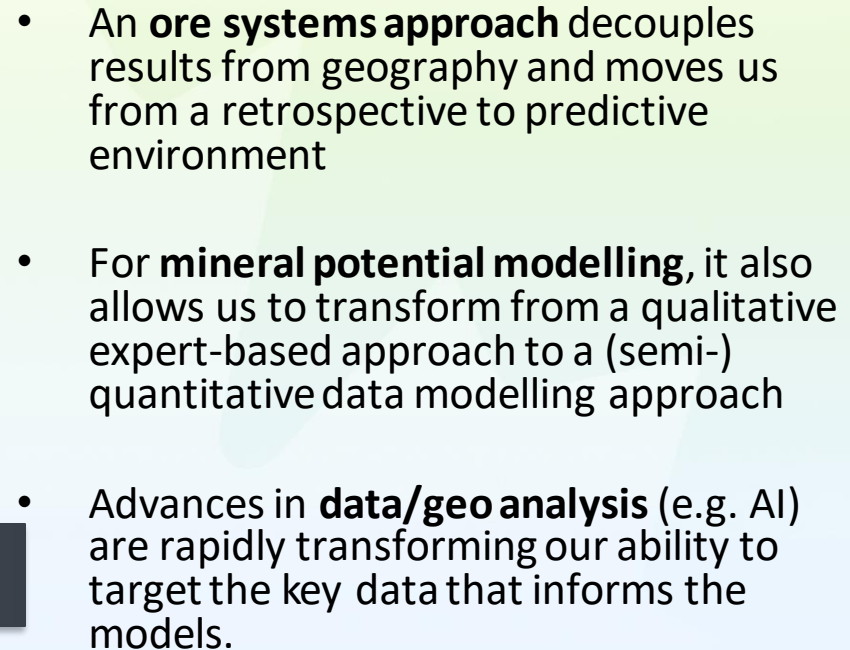 • An ore systems approach decouples
results from geography and moves us
from a retrospective to predictive
environment
• For mineral potential modelling, it also
allows us to transform from a qualitative
expert-based approach to a (semi-)
quantitative data modelling approach
• Advances in data/geo analysis (e.g. AI)
are rapidly transforming our ability to
target the key data that informs the
models.